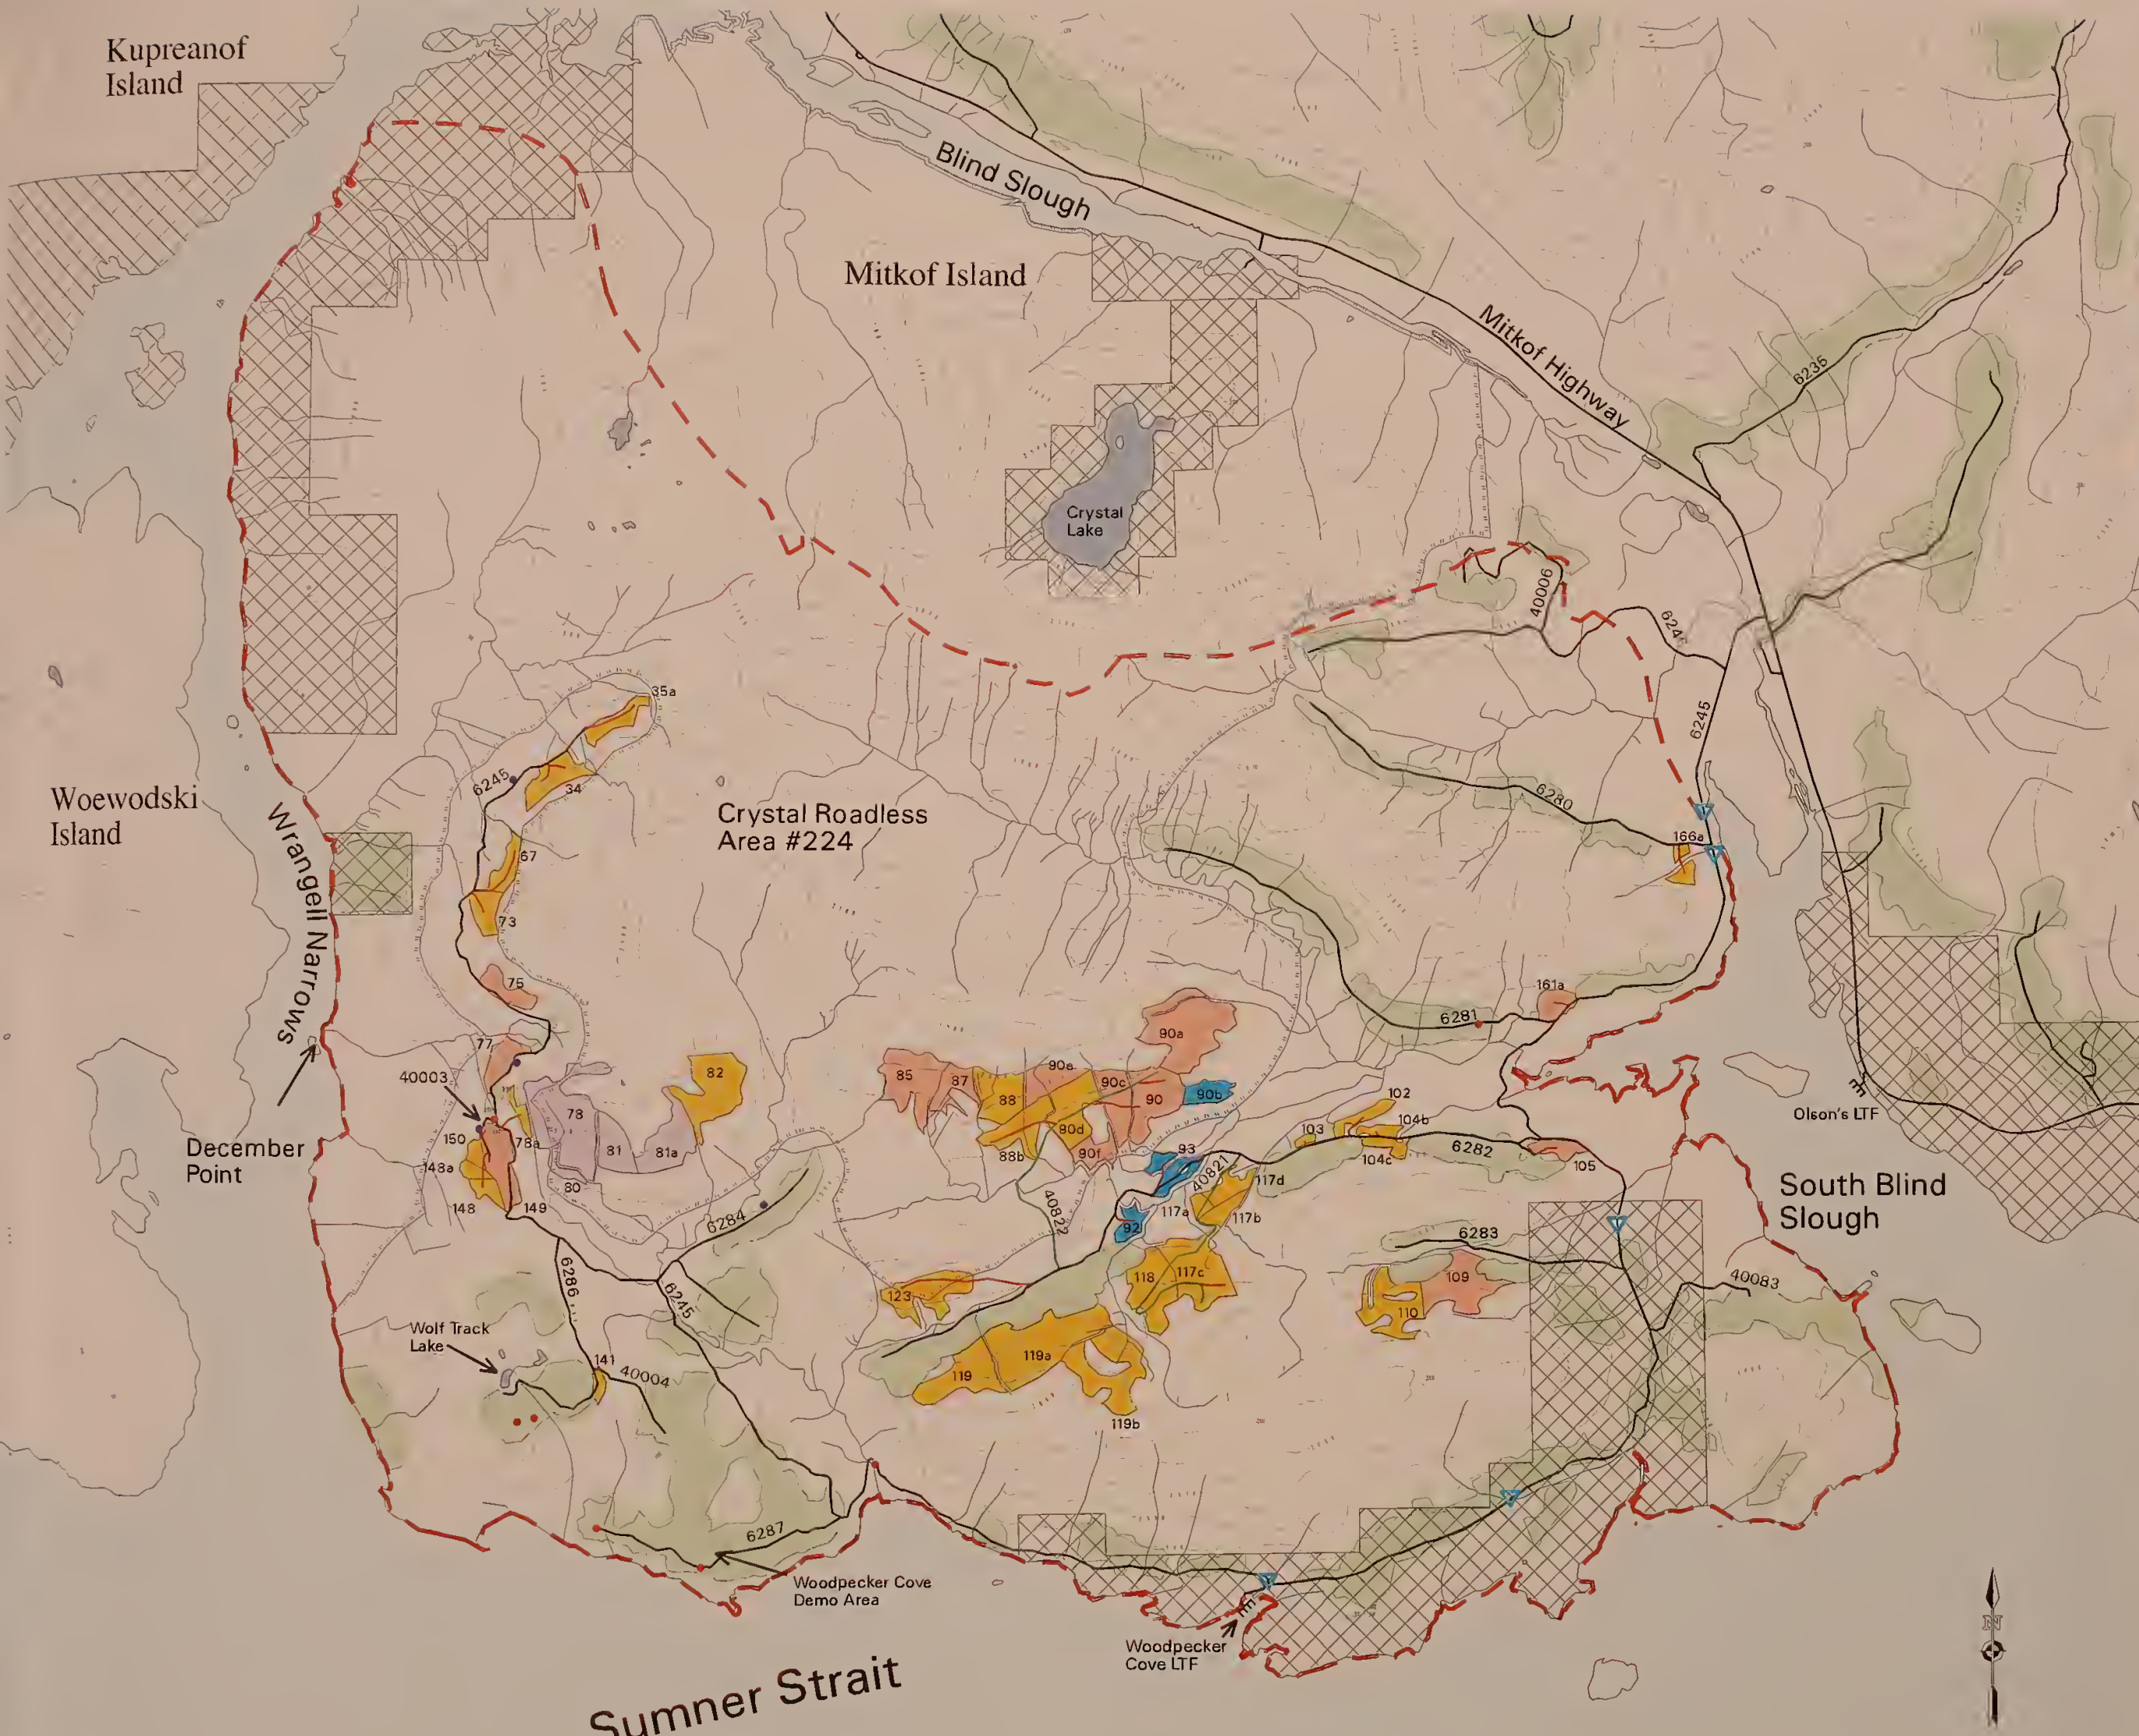 Kupreanof
Island
Blind Slough
Mitkof Island
Mitkof Highway
6235
Crystal
Lake
40006
6245
35a
6245
34
Woewodski
Island
Wrangell Narrows
Crystal Roadless
Area #224
6280
166a
67
73
75
161a
6281
77
90a
40003
82
85
87
90e
90c
88
90
90b
78
102
Olson's LTF
150
78a
81
81a
90d
103
104b
93
88b
90f
104c
6282
105
December
Point
148a
80
40821
117d
148
149
6284
40822
117a
117b
92
South Blind
Slough
6283
6286
6245
118
117c
109
40083
123
110
Wolf Track
Lake
141
40004
119a
119
119b
6287
Woodpecker Cove
Demo Area
Woodpecker
Cove LTF
N
Sumner Strait